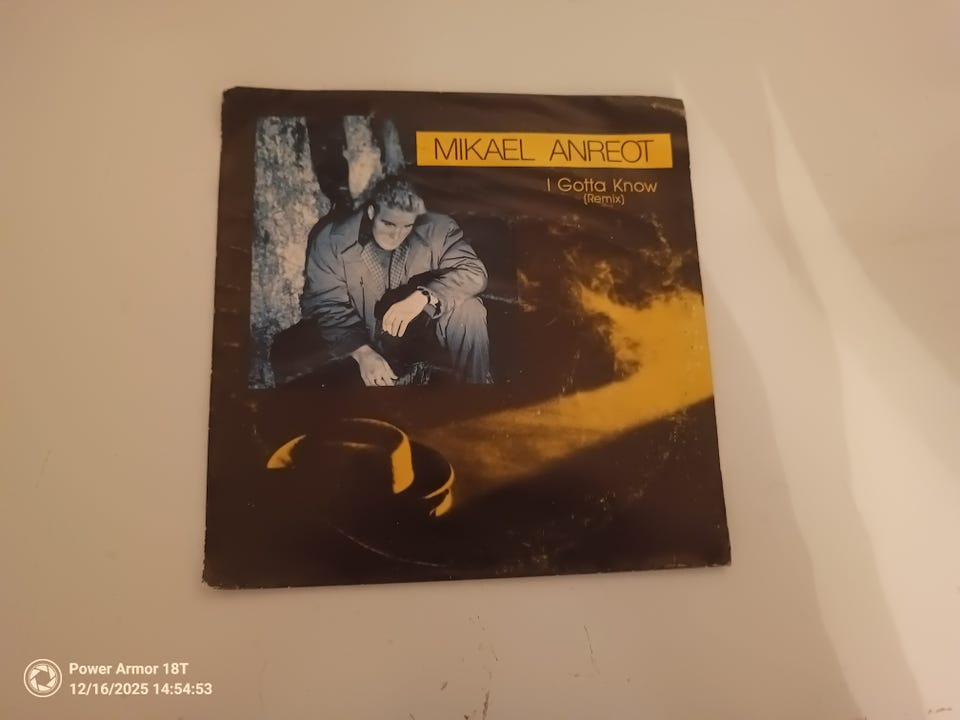 MIKAEL ANREOT
I Gotta Know
(Remix)
Power Armor 18T
12/16/2025 14:54:53